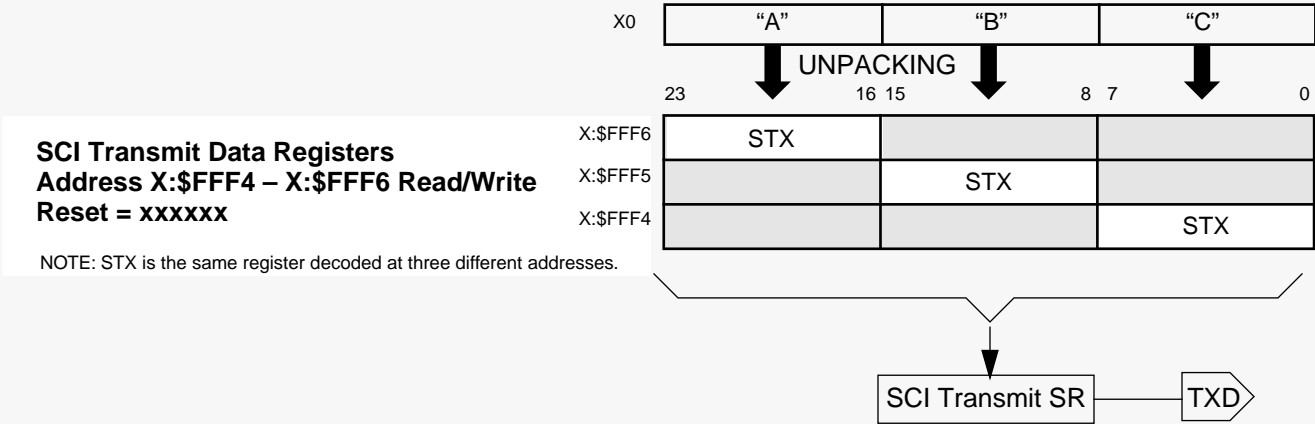 X0 “A” “B” “C”
UNPACKING
23 16 15 8 7 0
X:$FFF6 STX
SCI Transmit Data Registers
Address X:$FFF4 – X:$FFF6 Read/Write
Reset = xxxxxx
X:$FFF5 STX
X:$FFF4 STX
NOTE: STX is the same register decoded at three different addresses.
SCI Transmit SR TXD